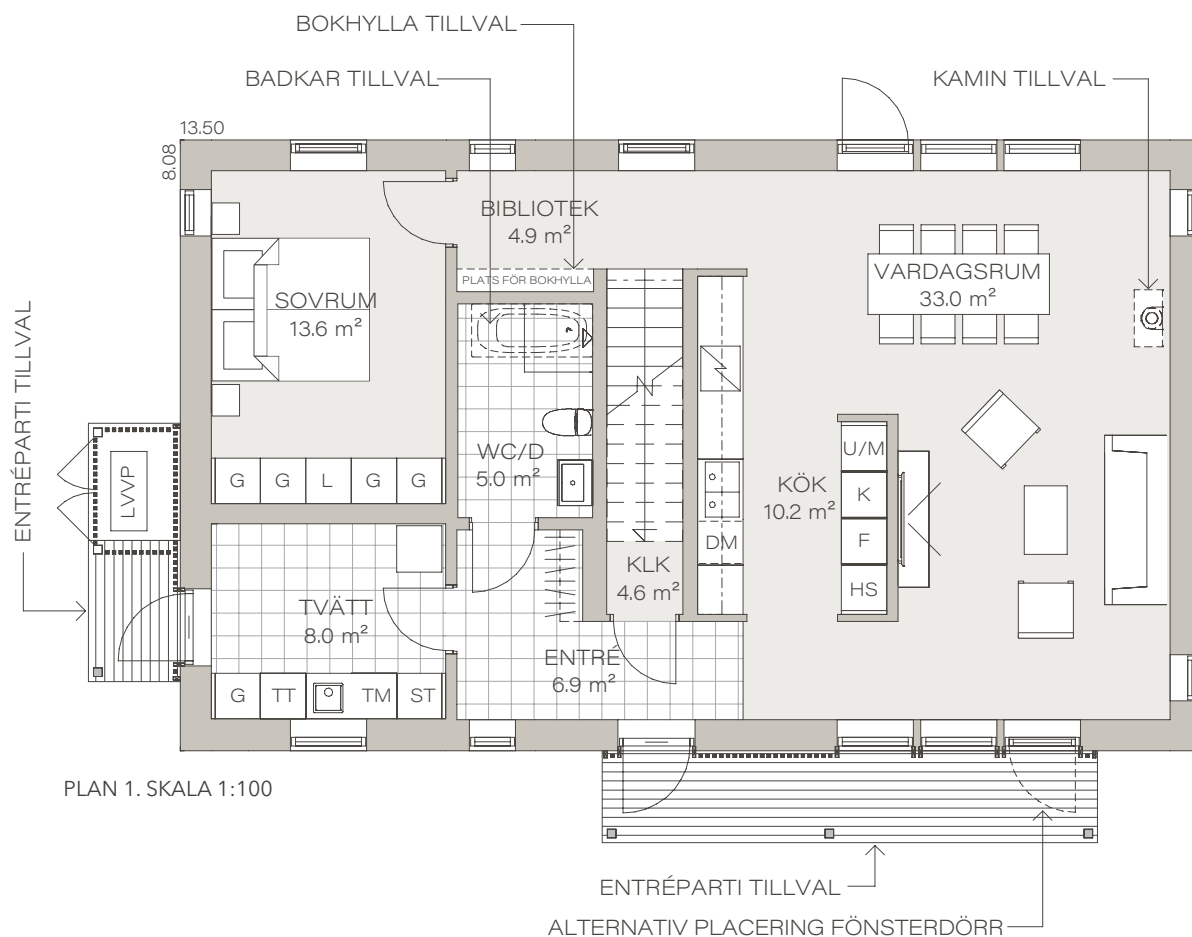 BOKHYLLA TILLVAL
BADKAR TILLVAL
KAMIN TILLVAL
13.50
8.08
BIBLIOTEK
4.9 m²
PLATS FÖR BOKHYLLA
VARDAGSRUM
33.0 m²
SOVRUM
13.6 m²
ENTRÉPARTI TILLVAL
LVVP
G G L G G
WC/D
5.0 m²
U/M
K
F
HS
KÖK
10.2 m²
DM
KLK
4.6 m²
TVÄTT
8.0 m²
ENTRÉ
6.9 m²
G TT TM ST
PLAN 1. SKALA 1:100
ENTRÉPARTI TILLVAL
ALTERNATIV PLACERING FÖNSTERDÖRR